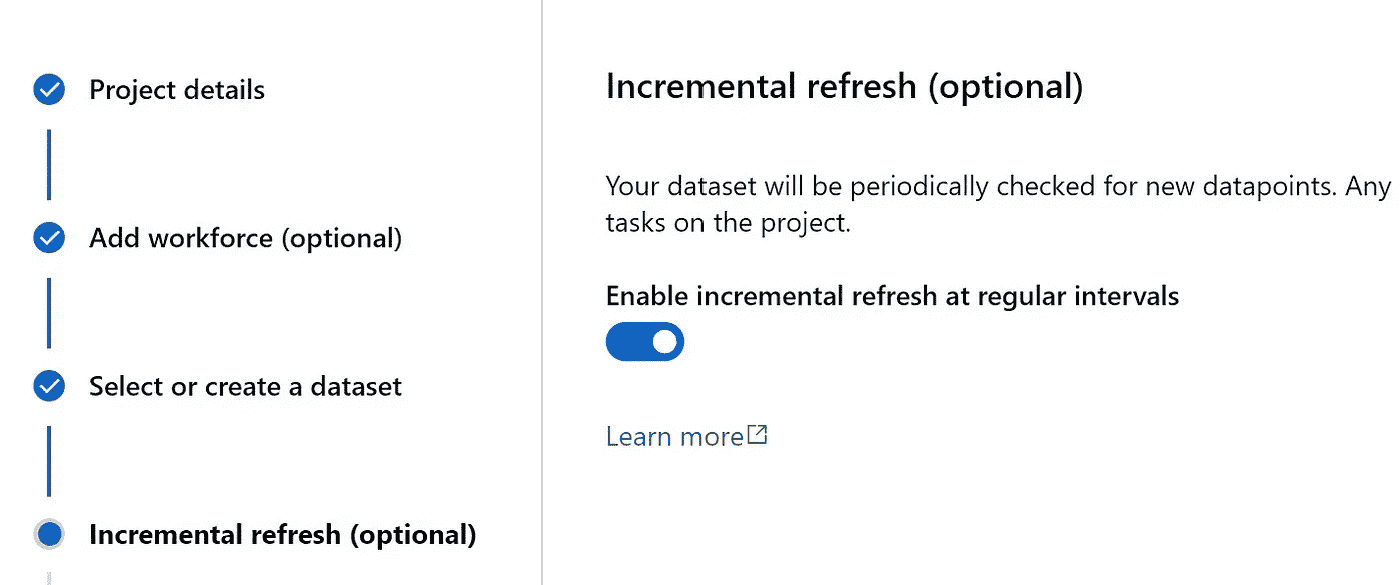 Project details
Add workforce (optional)
Select or create a dataset
Incremental refresh (optional)
Incremental refresh (optional)
Your dataset will be periodically checked for new datapoints. Any
tasks on the project.
Enable incremental refresh at regular intervals
Learn more